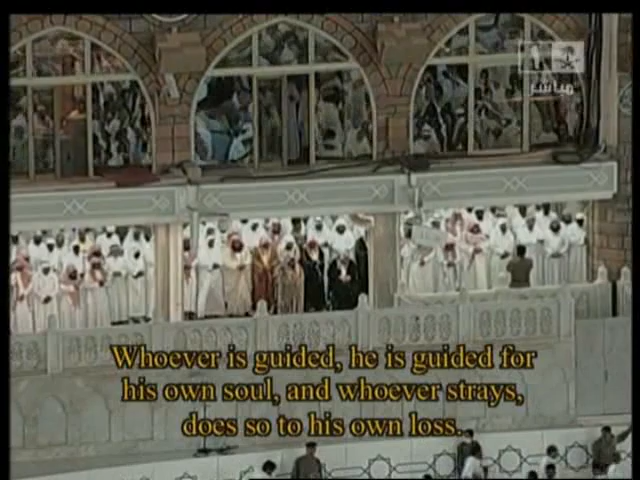 مباشر
Whoever is guided, he is guided for
his own soul, and whoever strays,
does so to his own loss.